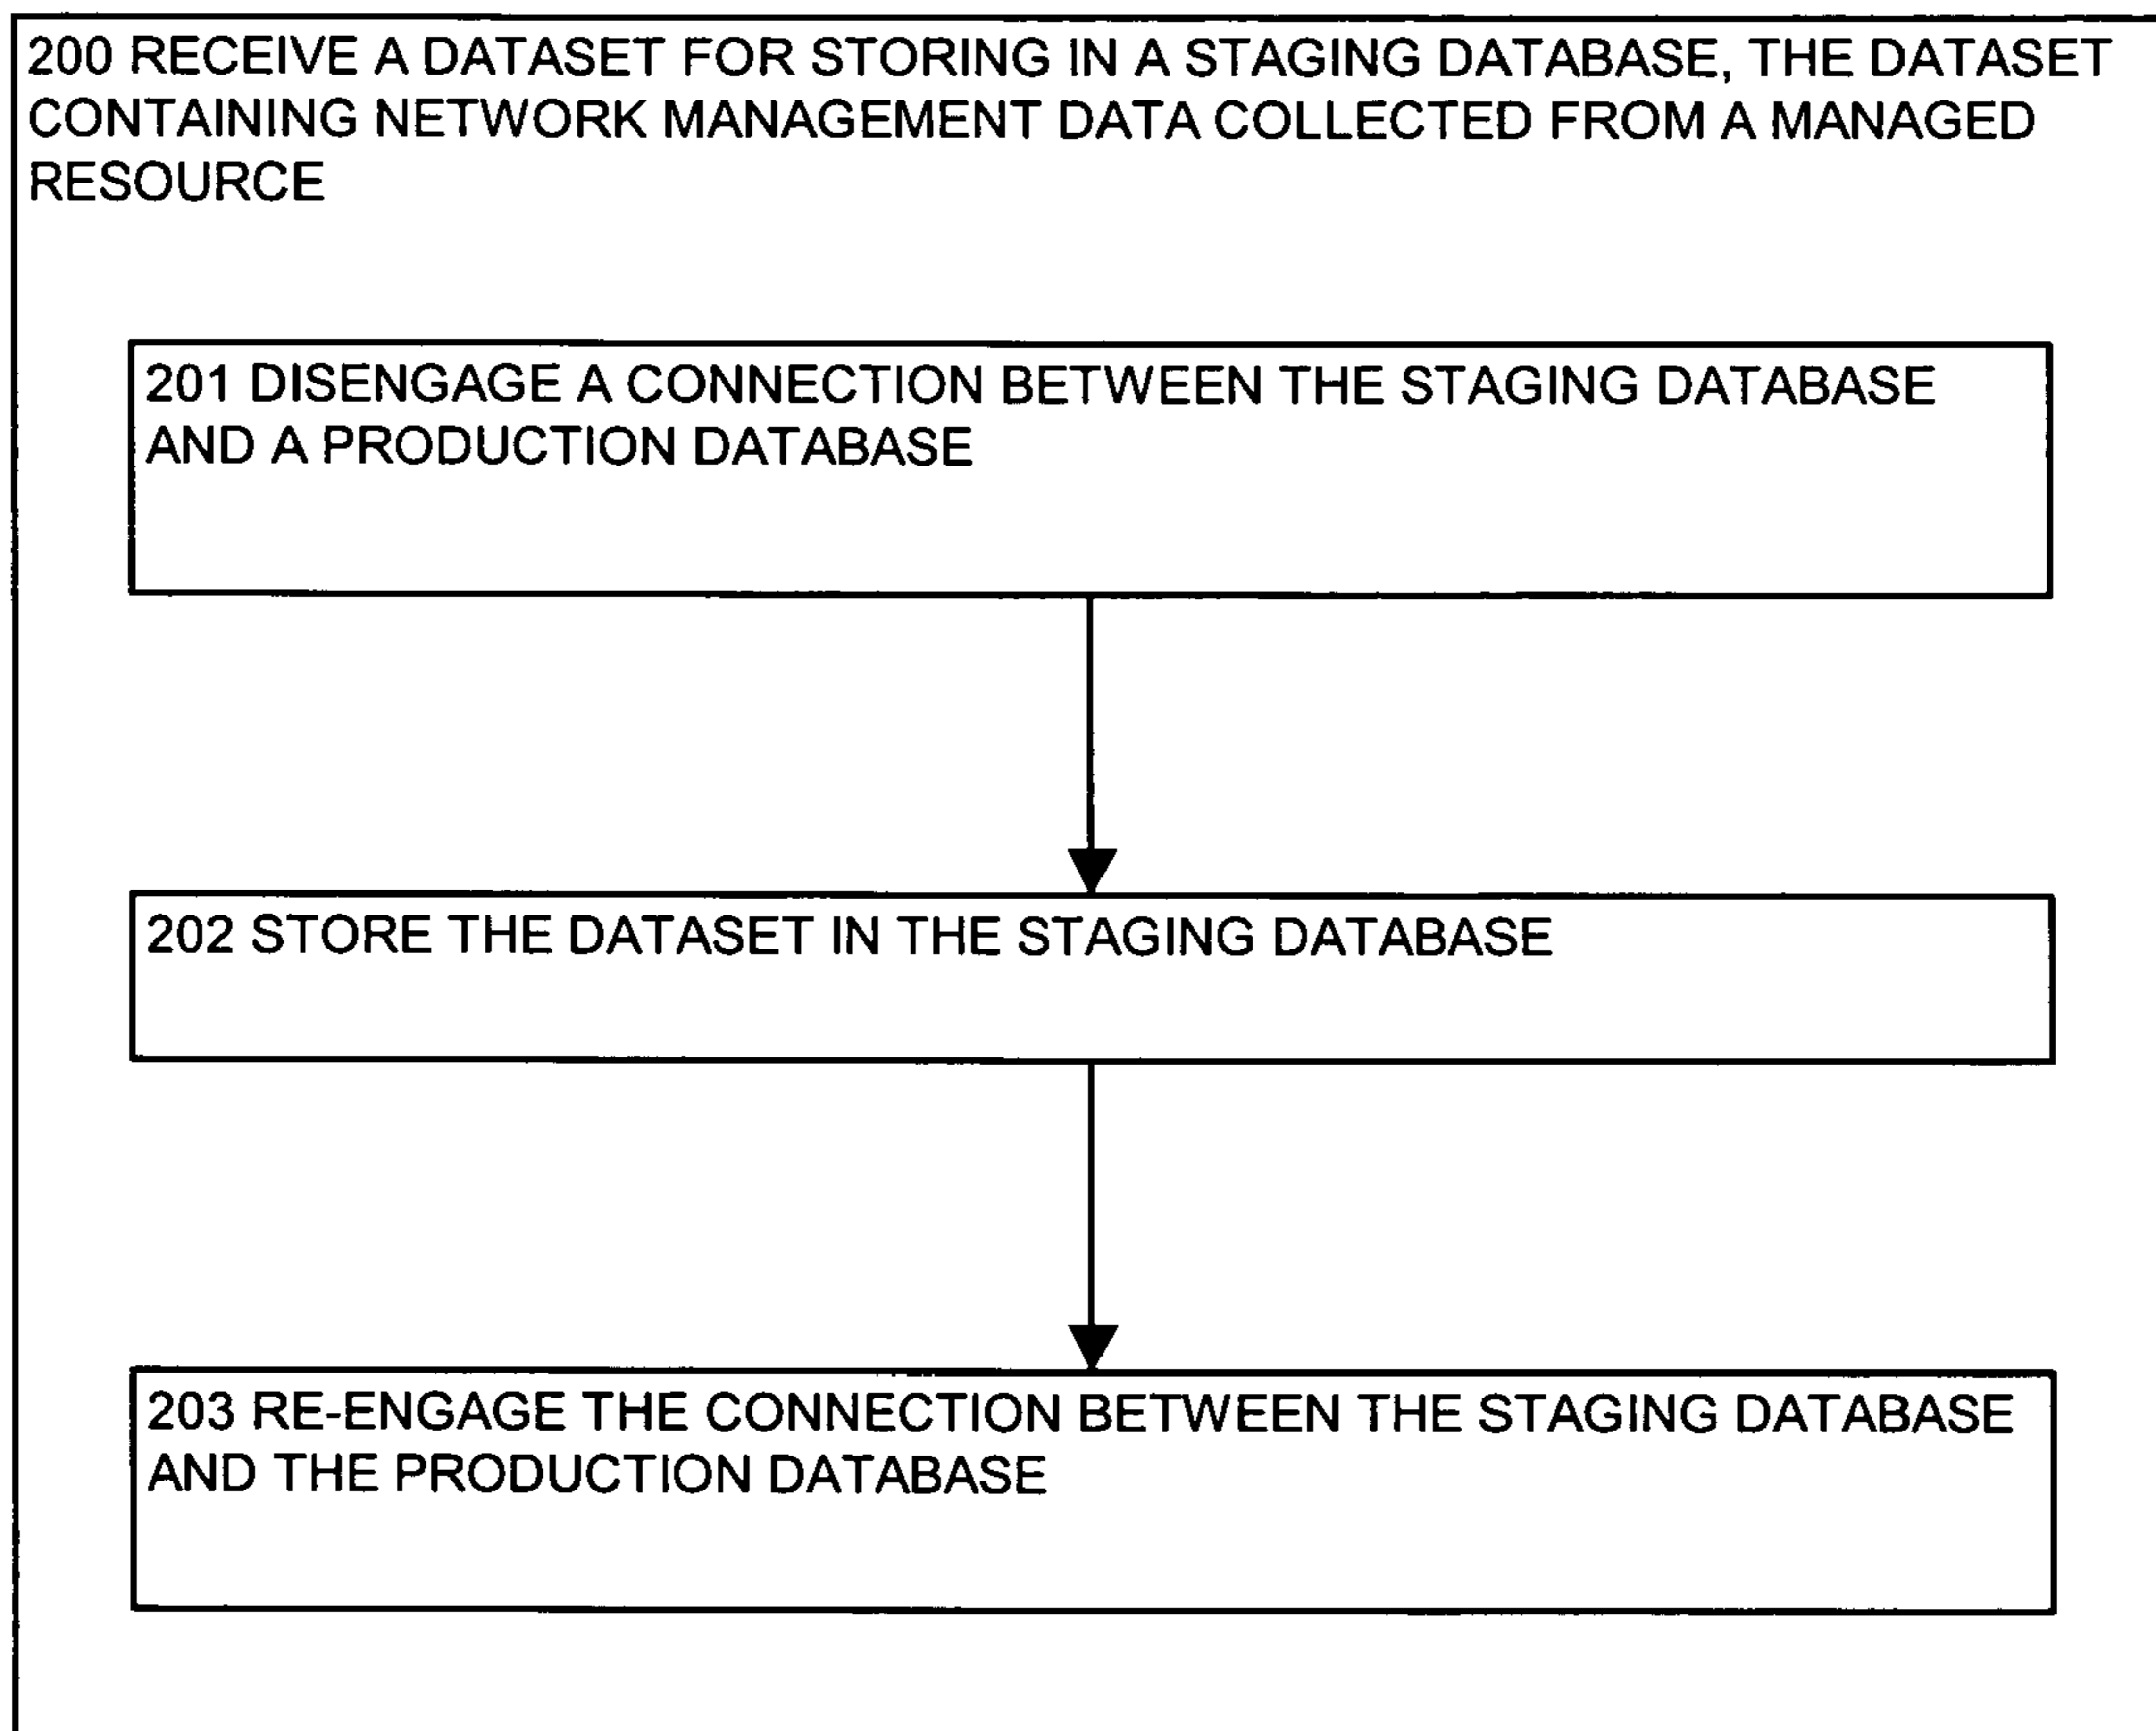 200 RECEIVE A DATASET FOR STORING IN A STAGING DATABASE, THE DATASET
CONTAINING NETWORK MANAGEMENT DATA COLLECTED FROM A MANAGED
RESOURCE
201 DISENGAGE A CONNECTION BETWEEN THE STAGING DATABASE
AND A PRODUCTION DATABASE
202 STORE THE DATASET IN THE STAGING DATABASE
203 RE-ENGAGE THE CONNECTION BETWEEN THE STAGING DATABASE
AND THE PRODUCTION DATABASE